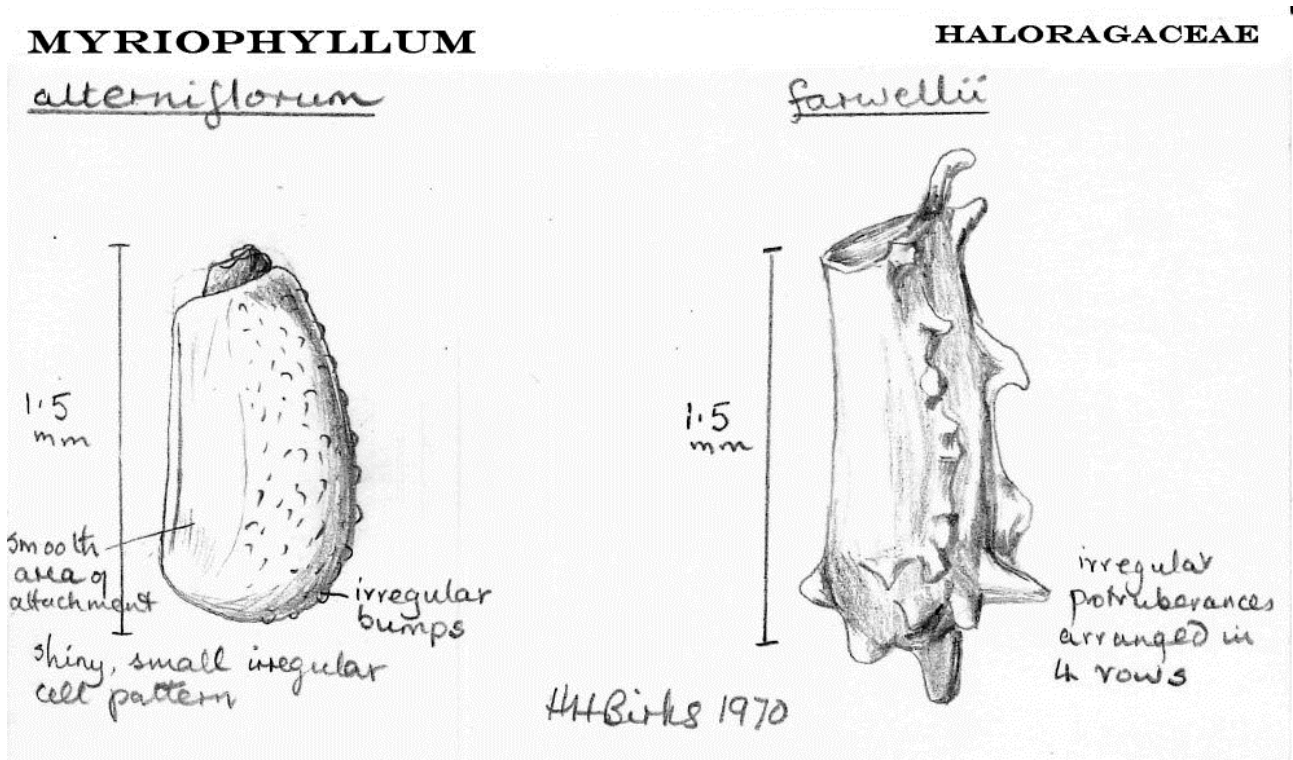 MYRIOPHYLLUM
HALORAGACEAE
alterniflorum
farwellii
1.5
mm
1.5
mm
smooth
area of
attachment
irregular
bumps
shiny, small irregular
cell pattern
irregular
protruberances
arranged in
4 rows
HHBirks 1970